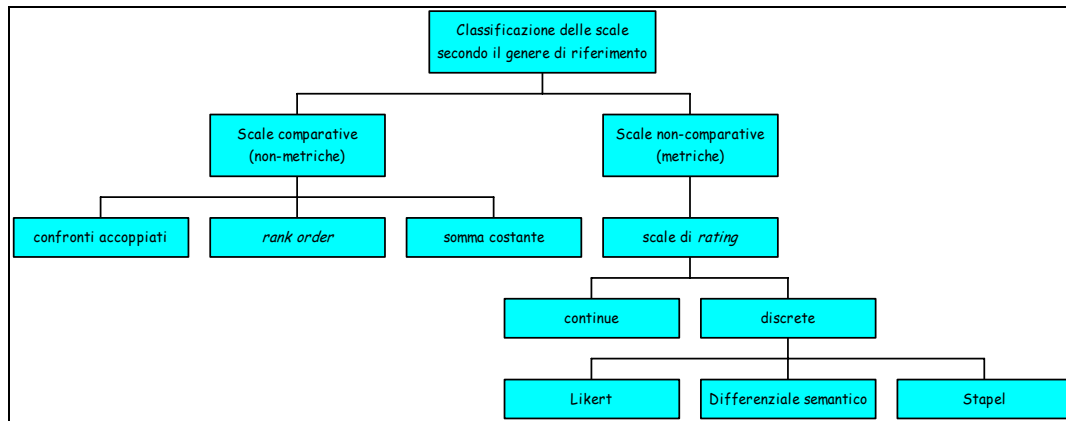 Classificazione delle scale
secondo il genere di riferimento
Scale comparative
(non-metriche)
Scale non-comparative
(metriche)
confronti accoppiati
rank order
somma costante
scale di rating
continue
discrete
Likert
Differenziale semantico
Stapel